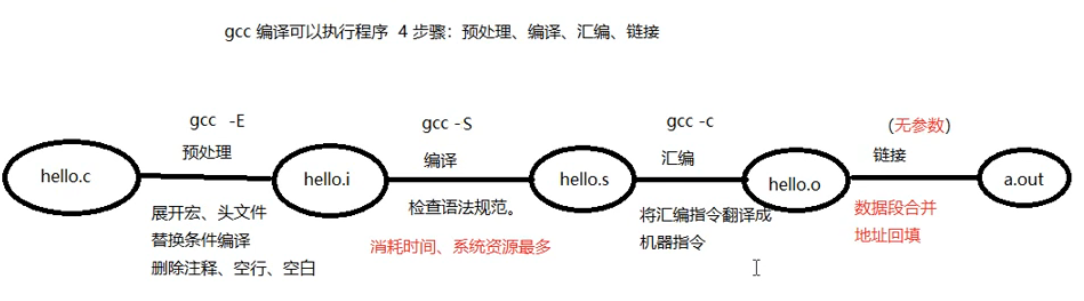 gcc 编译可以执行程序 4 步骤：预处理、编译、汇编、链接
gcc -E
gcc -S
gcc -c
(无参数)
预处理
编译
汇编
链接
hello.c
hello.i
hello.s
hello.o
a.out
展开宏、头文件
替换条件编译
删除注释、空行、空白
检查语法规范。
消耗时间、系统资源最多
将汇编指令翻译成
机器指令
数据段合并
地址回填